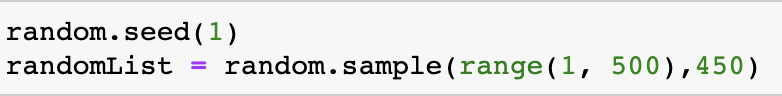 random.seed(1)
randomList = random.sample(range(1, 500),450)